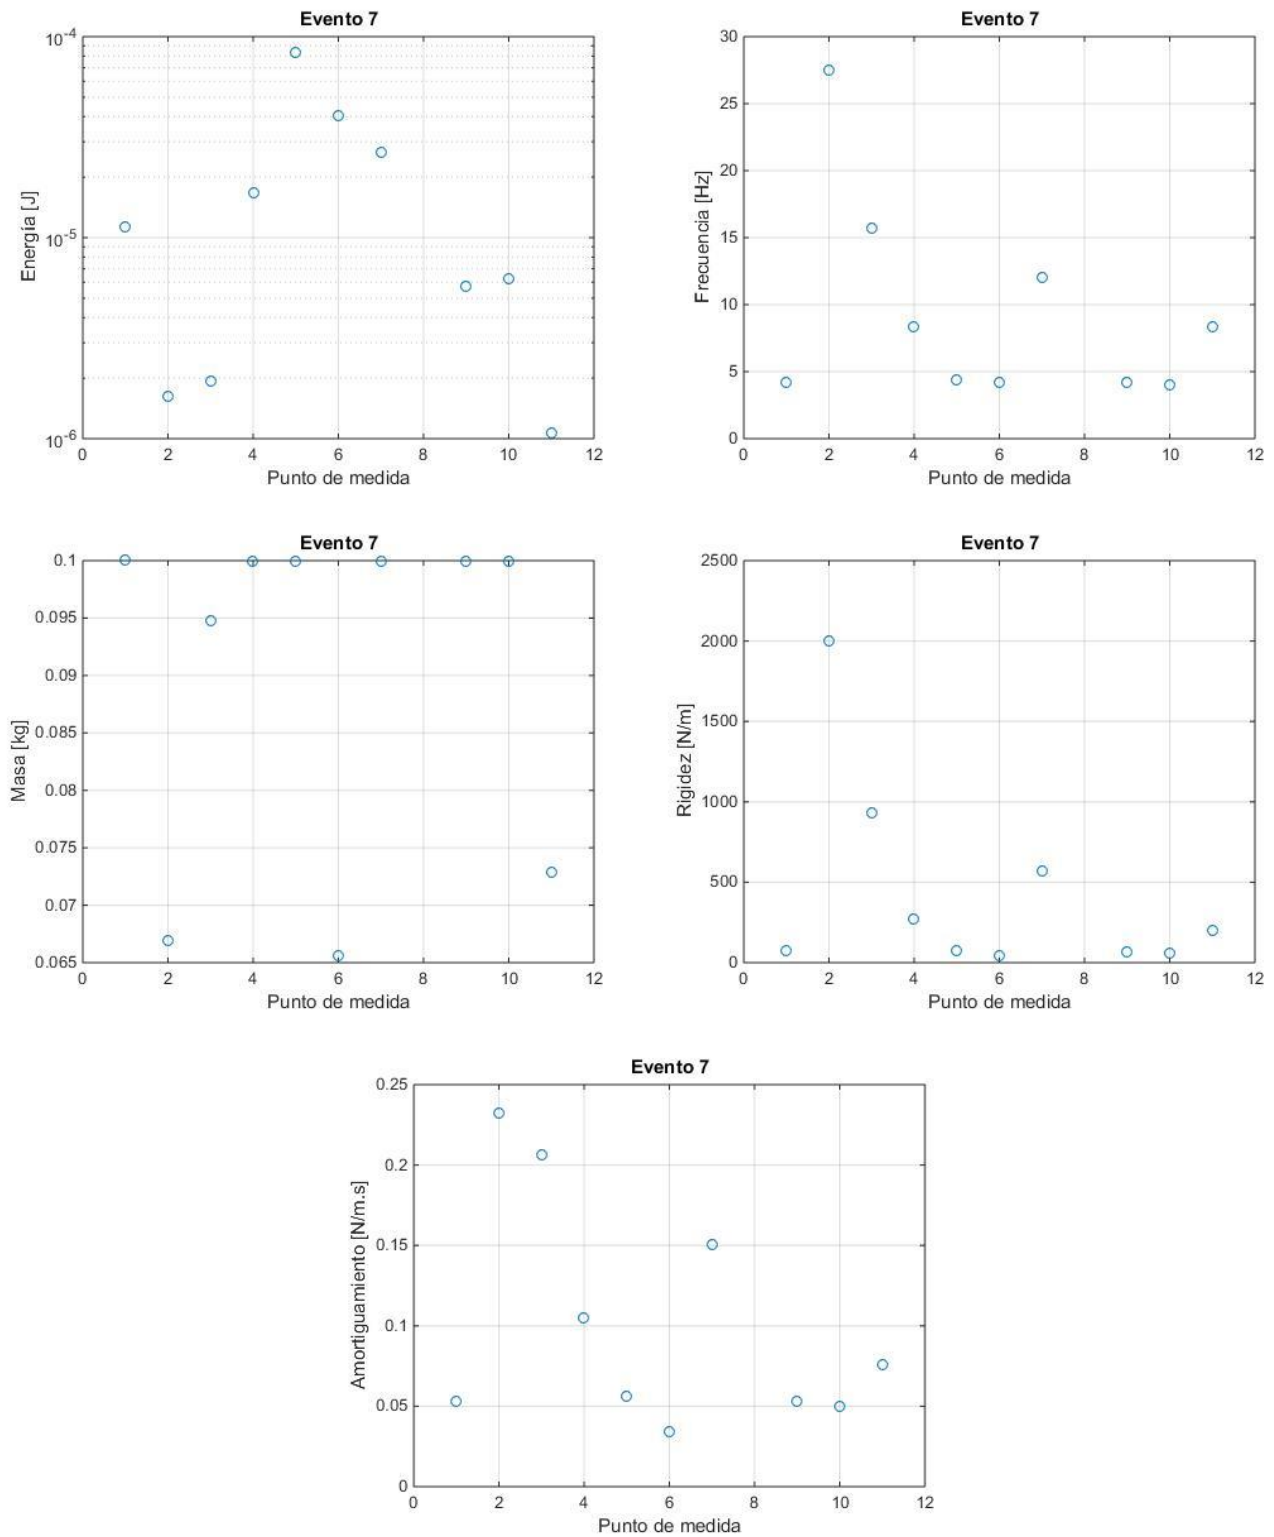 Evento 7
10-4
10-5
10-6
Energía [J]
0 2 4 6 8 10 12
Punto de medida
Evento 7
30
25
20
15
10
5
0
Frecuencia [Hz]
0 2 4 6 8 10 12
Punto de medida
Evento 7
0.1
0.095
0.09
0.085
0.08
0.075
0.07
0.065
Masa [kg]
0 2 4 6 8 10 12
Punto de medida
Evento 7
2500
2000
1500
1000
500
0
Rigidez [N/m]
0 2 4 6 8 10 12
Punto de medida
Evento 7
0.25
0.2
0.15
0.1
0.05
0
Amortiguamiento [N/m.s]
0 2 4 6 8 10 12
Punto de medida